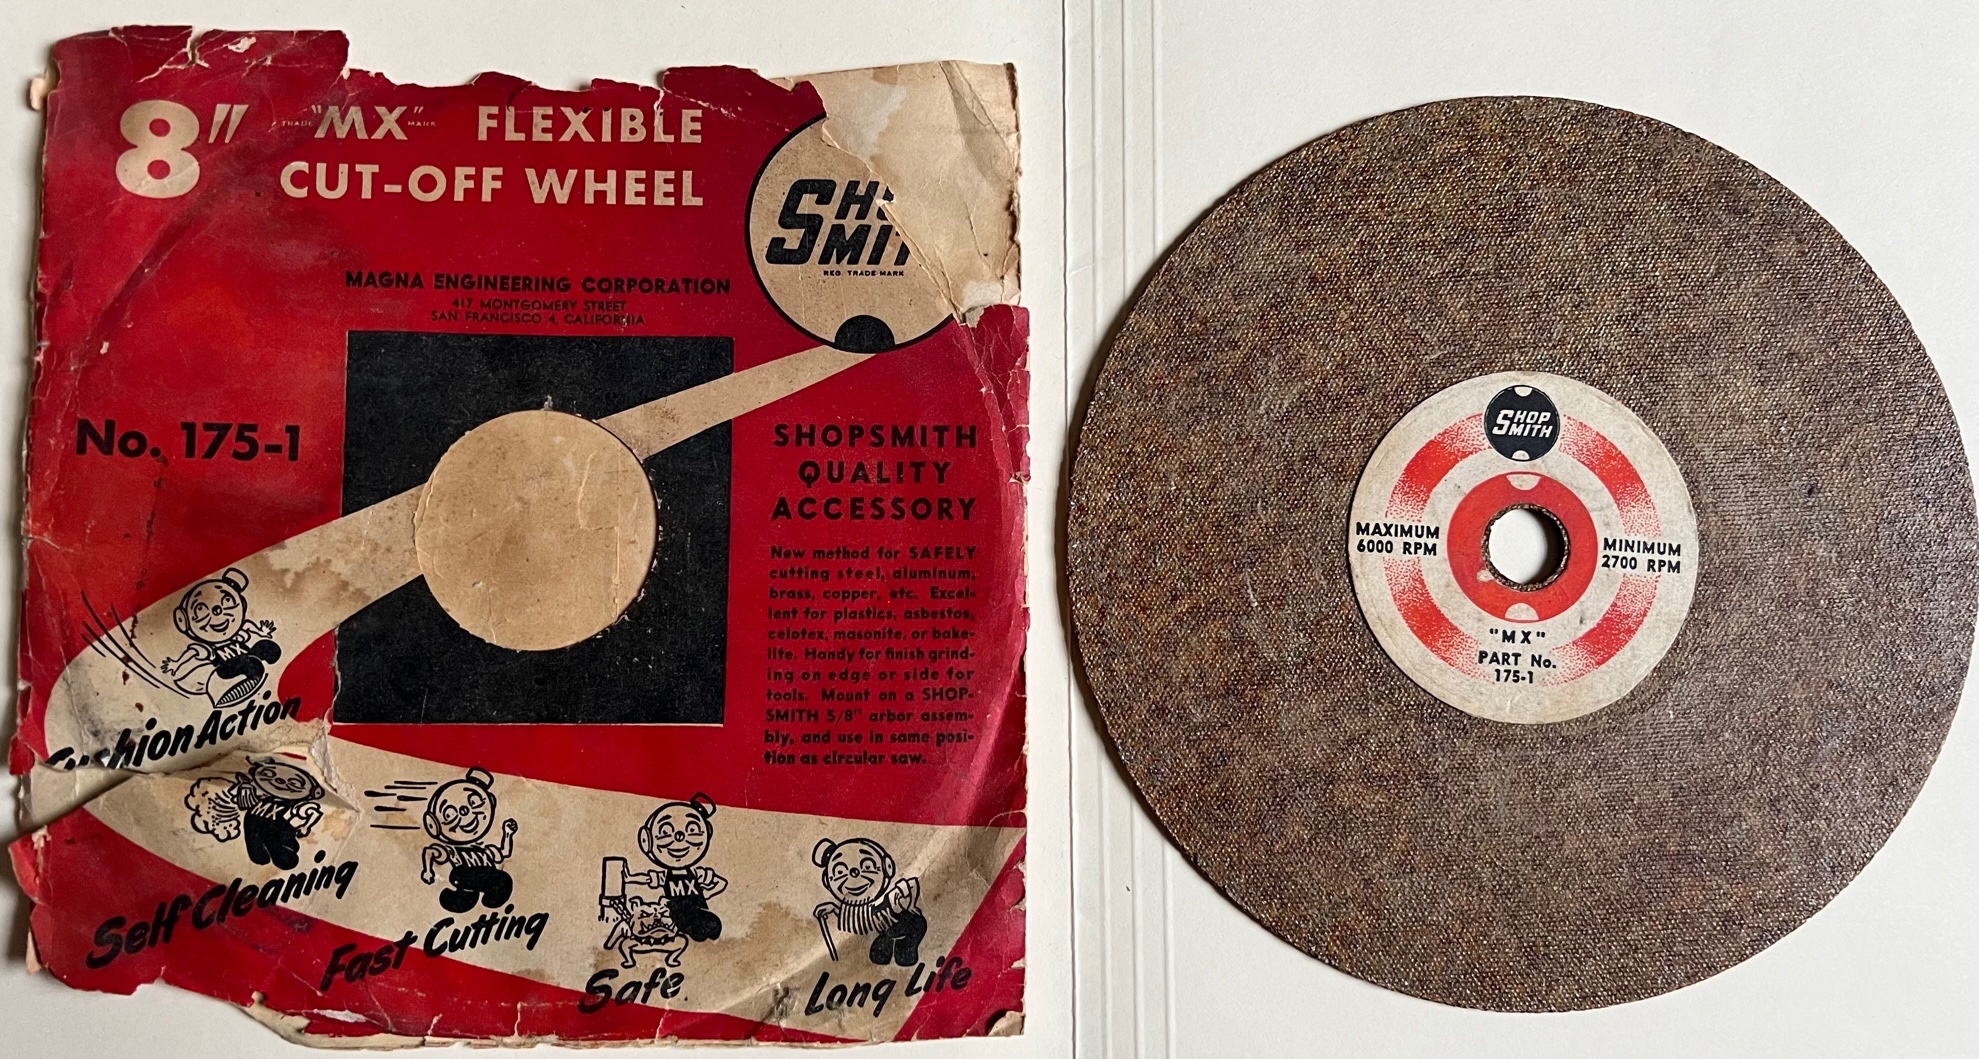 8" "MX" FLEXIBLE
TRADE MARK
CUT-OFF WHEEL
SMIT
REG TRADE-MARK
MAGNA ENGINEERING CORPORATION
417 MONTGOMERY STREET
SAN FRANCISCO 4, CALIFORNIA
No. 175-1
SHOPSMITH
QUALITY
ACCESSORY
New method for SAFELY
cutting steel, aluminum,
brass, copper, etc. Excel-
lent for plastics, asbestos,
celotex, masonite, or bake-
lite. Handy for finish grind-
ing on edge or side for
tools. Mount on a SHOP-
SMITH 5/8" arbor assem-
bly, and use in same posi-
tion as circular saw.
MX
Cushion Action
MX
Self Cleaning
MX
Fast Cutting
MX
Safe
Long Life
SHOP
SMITH
MAXIMUM
6000 RPM
MINIMUM
2700 RPM
"MX"
PART No.
175-1